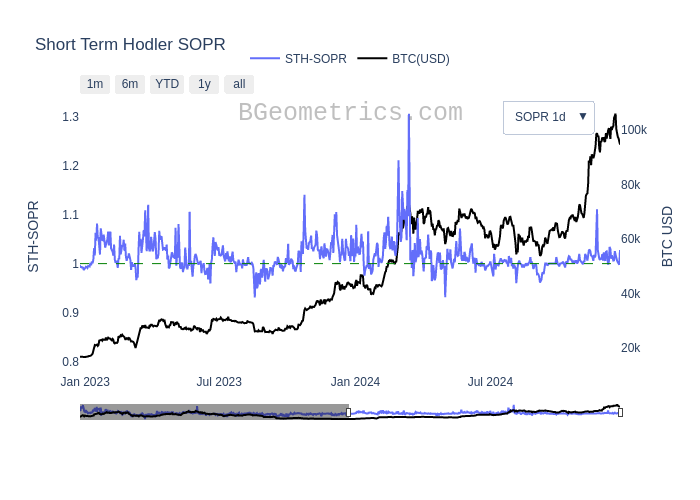 Short Term Hodler SOPR
STH-SOPR BTC(USD)
1m 6m YTD 1y all
BGeometrics.com
SOPR 1d ▼
1.3
1.2
1.1
1
0.9
0.8
STH-SOPR
100k
80k
60k
40k
20k
BTC USD
Jan 2023 Jul 2023 Jan 2024 Jul 2024